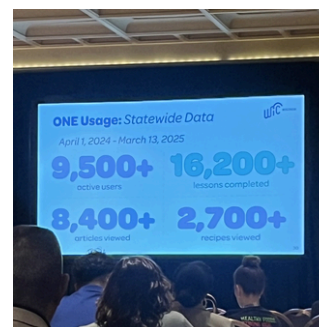 ONE Usage: Statewide Data
WIC
April 1, 2024 - March 13, 2025
9,500+
active users
16,200+
lessons completed
8,400+
articles viewed
2,700+
recipes viewed